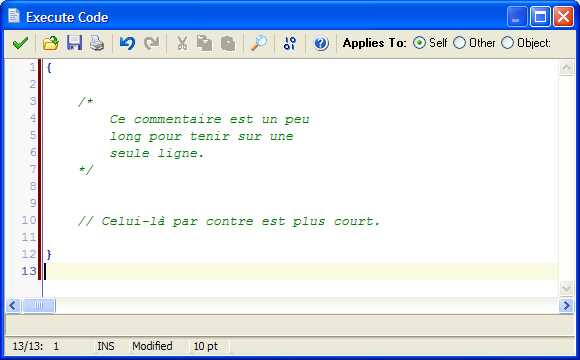 Execute Code
Applies To: Self Other Object:
1 {
2
3 /*
4 Ce commentaire est un peu
5 long pour tenir sur une
6 seule ligne.
7 */
8
9
10 // Celui-là par contre est plus court.
11
12 }
13
13/13: 1 INS Modified 10 pt